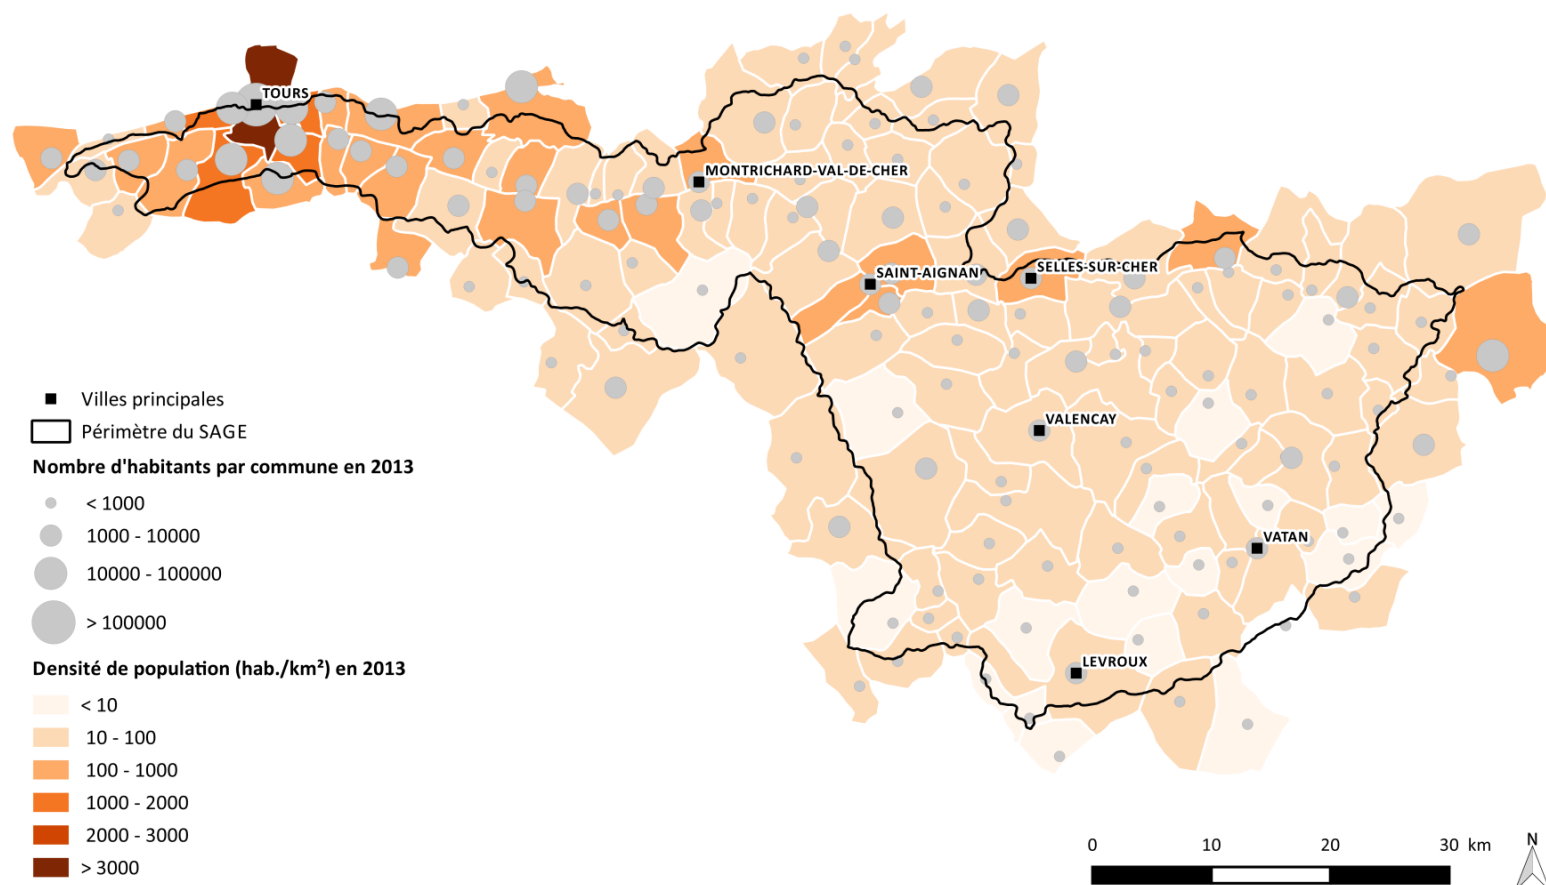 TOURS
MONTRICHARD-VAL-DE-CHER
SAINT-AIGNAN
SELLES-SUR-CHER
VALENCAY
VATAN
LEVROUX
Villes principales
Périmètre du SAGE
Nombre d'habitants par commune en 2013
< 1000
1000 - 10000
10000 - 100000
> 100000
Densité de population (hab./km²) en 2013
< 10
10 - 100
100 - 1000
1000 - 2000
2000 - 3000
> 3000
0 10 20 30 km
N